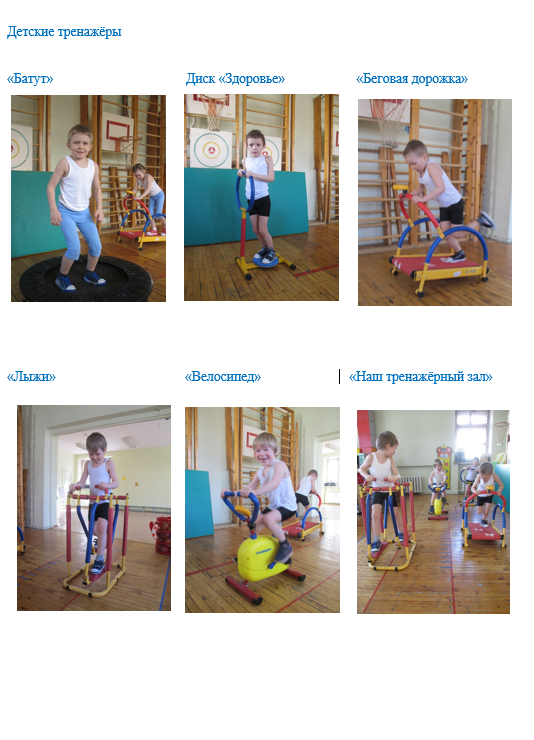 Детские тренажёры
«Батут» Диск «Здоровье» «Беговая дорожка»
«Лыжи» «Велосипед» «Наш тренажёрный зал»